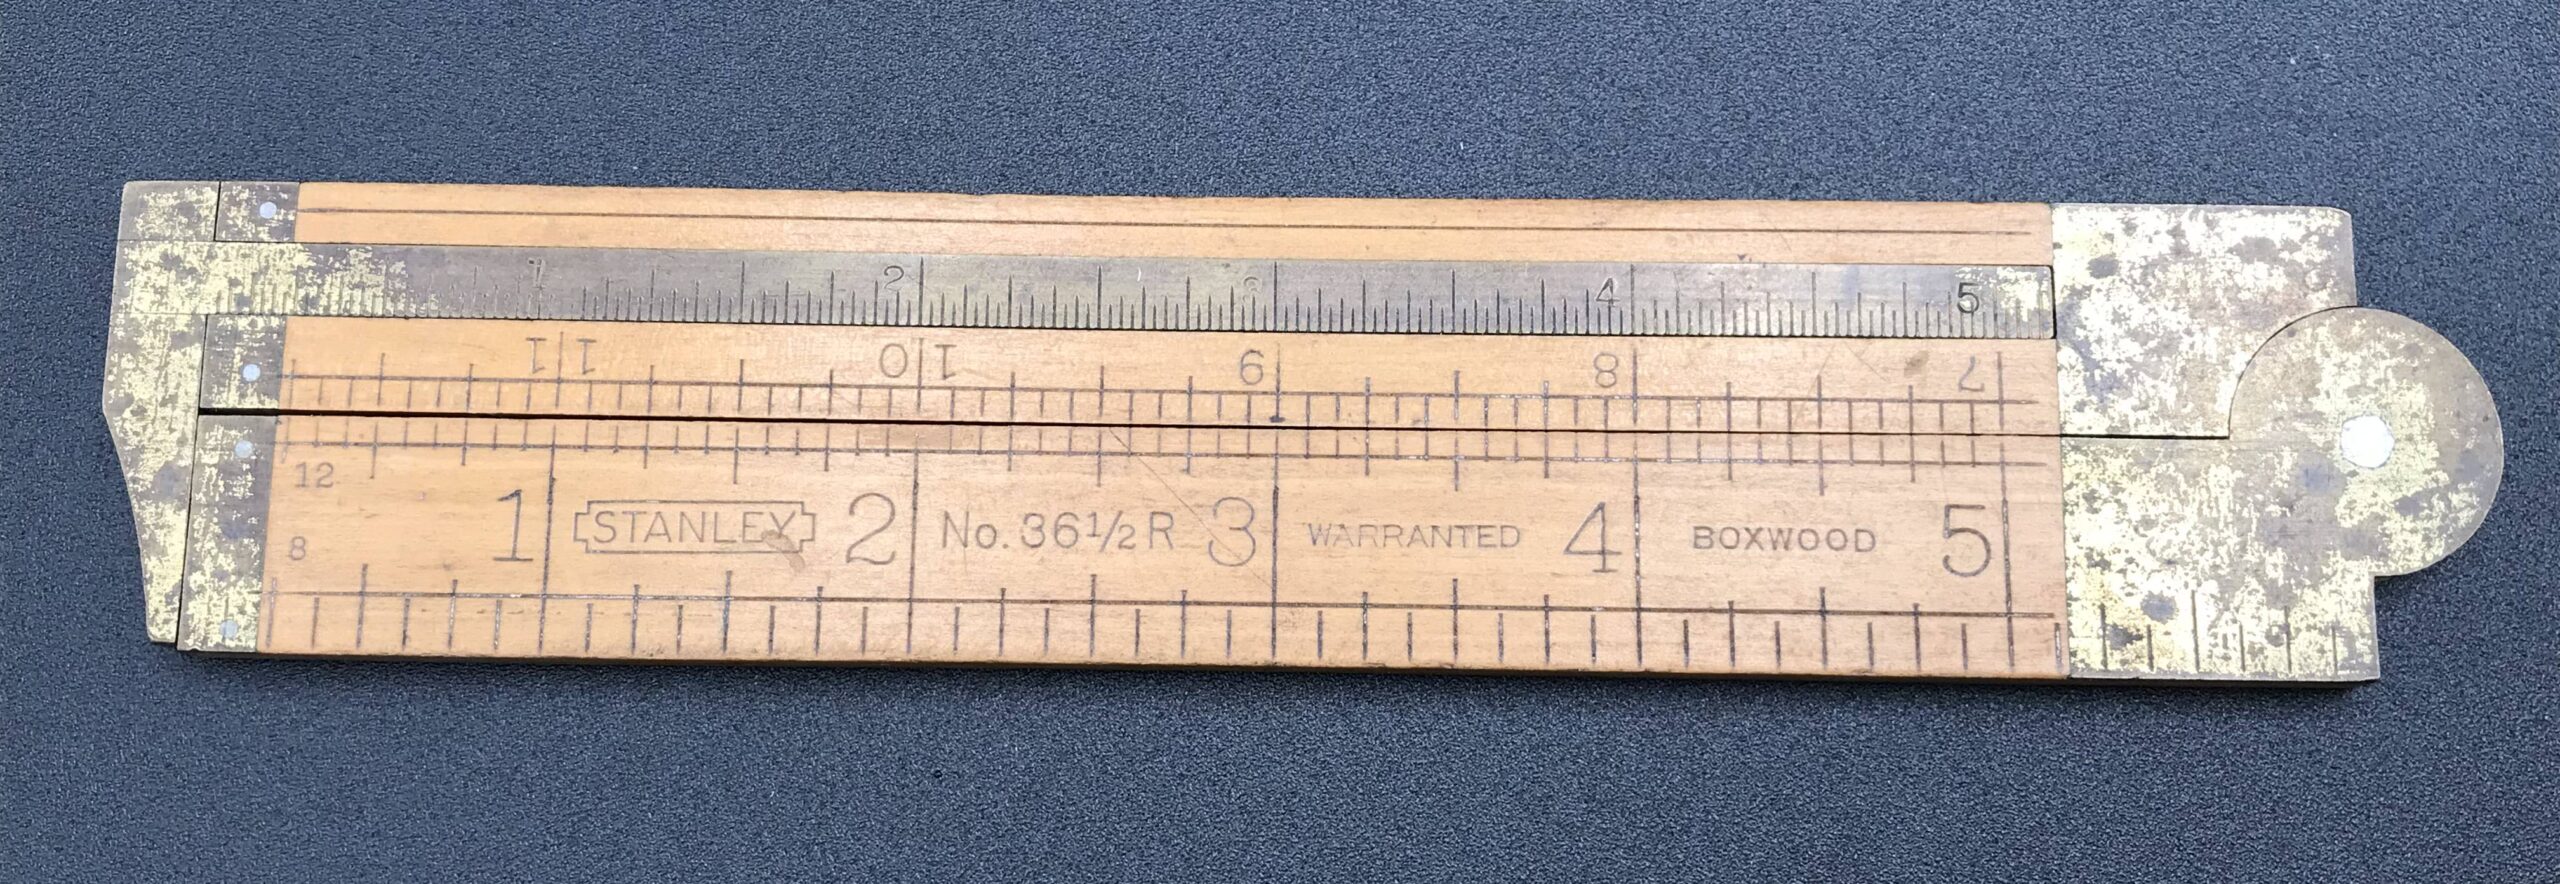 1 2 3 4 5
11 10 9 8 7
12
1 STANLEY 2 No. 36½ R 3 WARRANTED 4 BOXWOOD 5
8